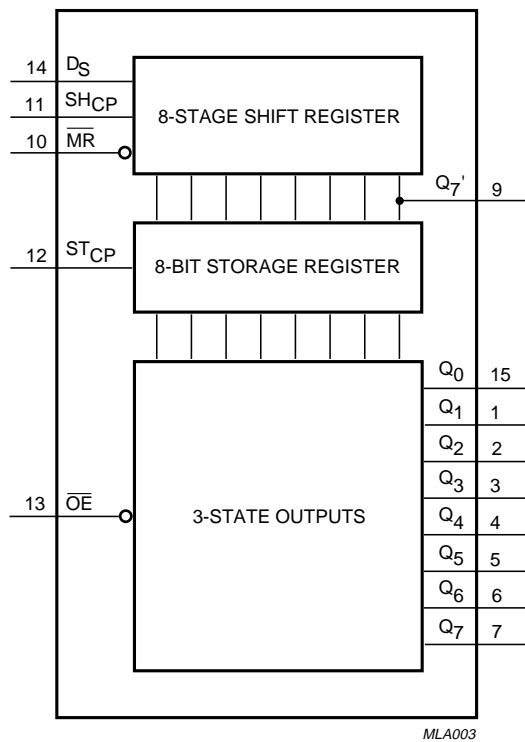 14 DS
11 SHCP
10 MR
8-STAGE SHIFT REGISTER
Q7' 9
12 STCP
8-BIT STORAGE REGISTER
Q0 15
Q1 1
Q2 2
Q3 3
Q4 4
Q5 5
Q6 6
Q7 7
13 OE
3-STATE OUTPUTS
MLA003